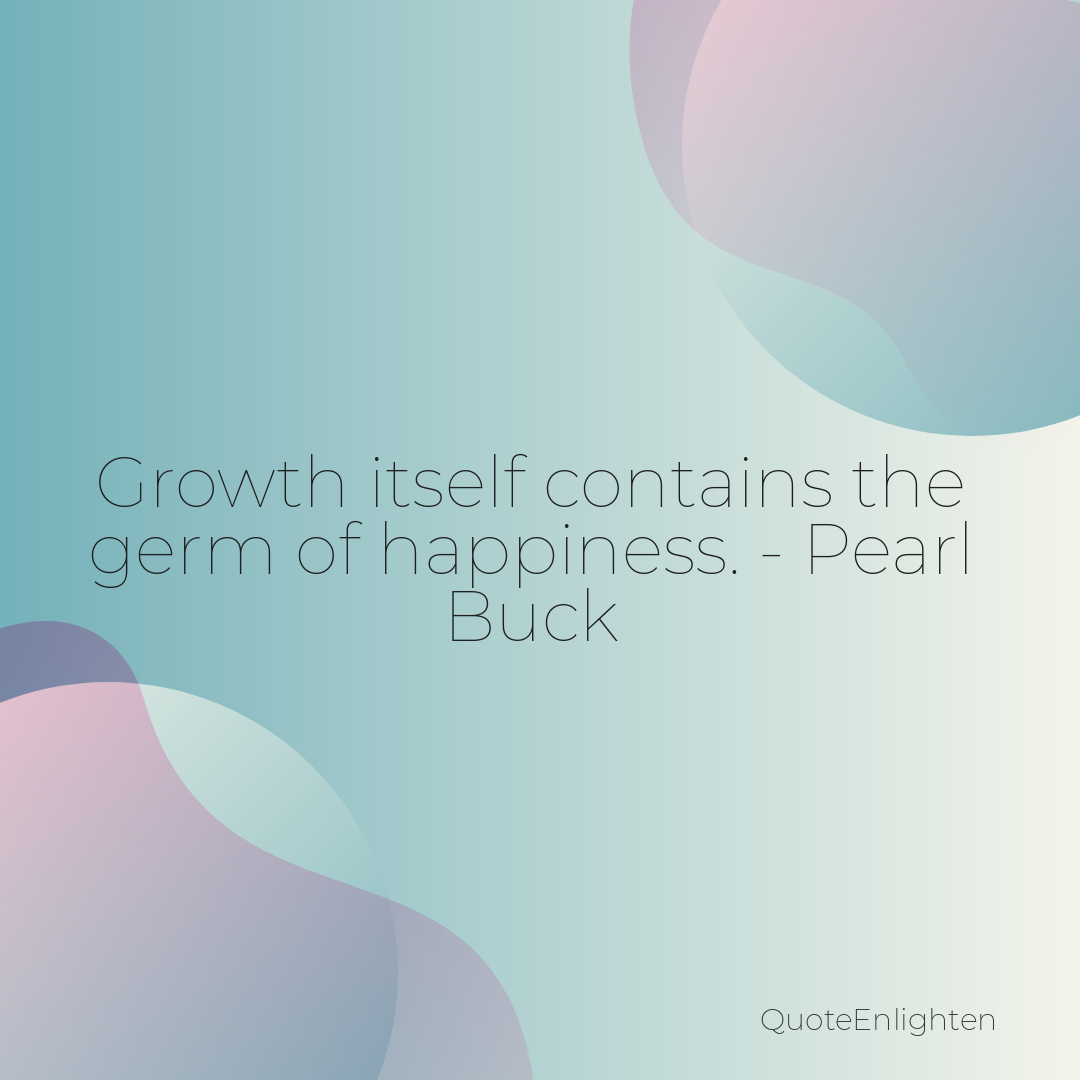 Growth itself contains the
germ of happiness. - Pearl
Buck
QuoteEnlighten